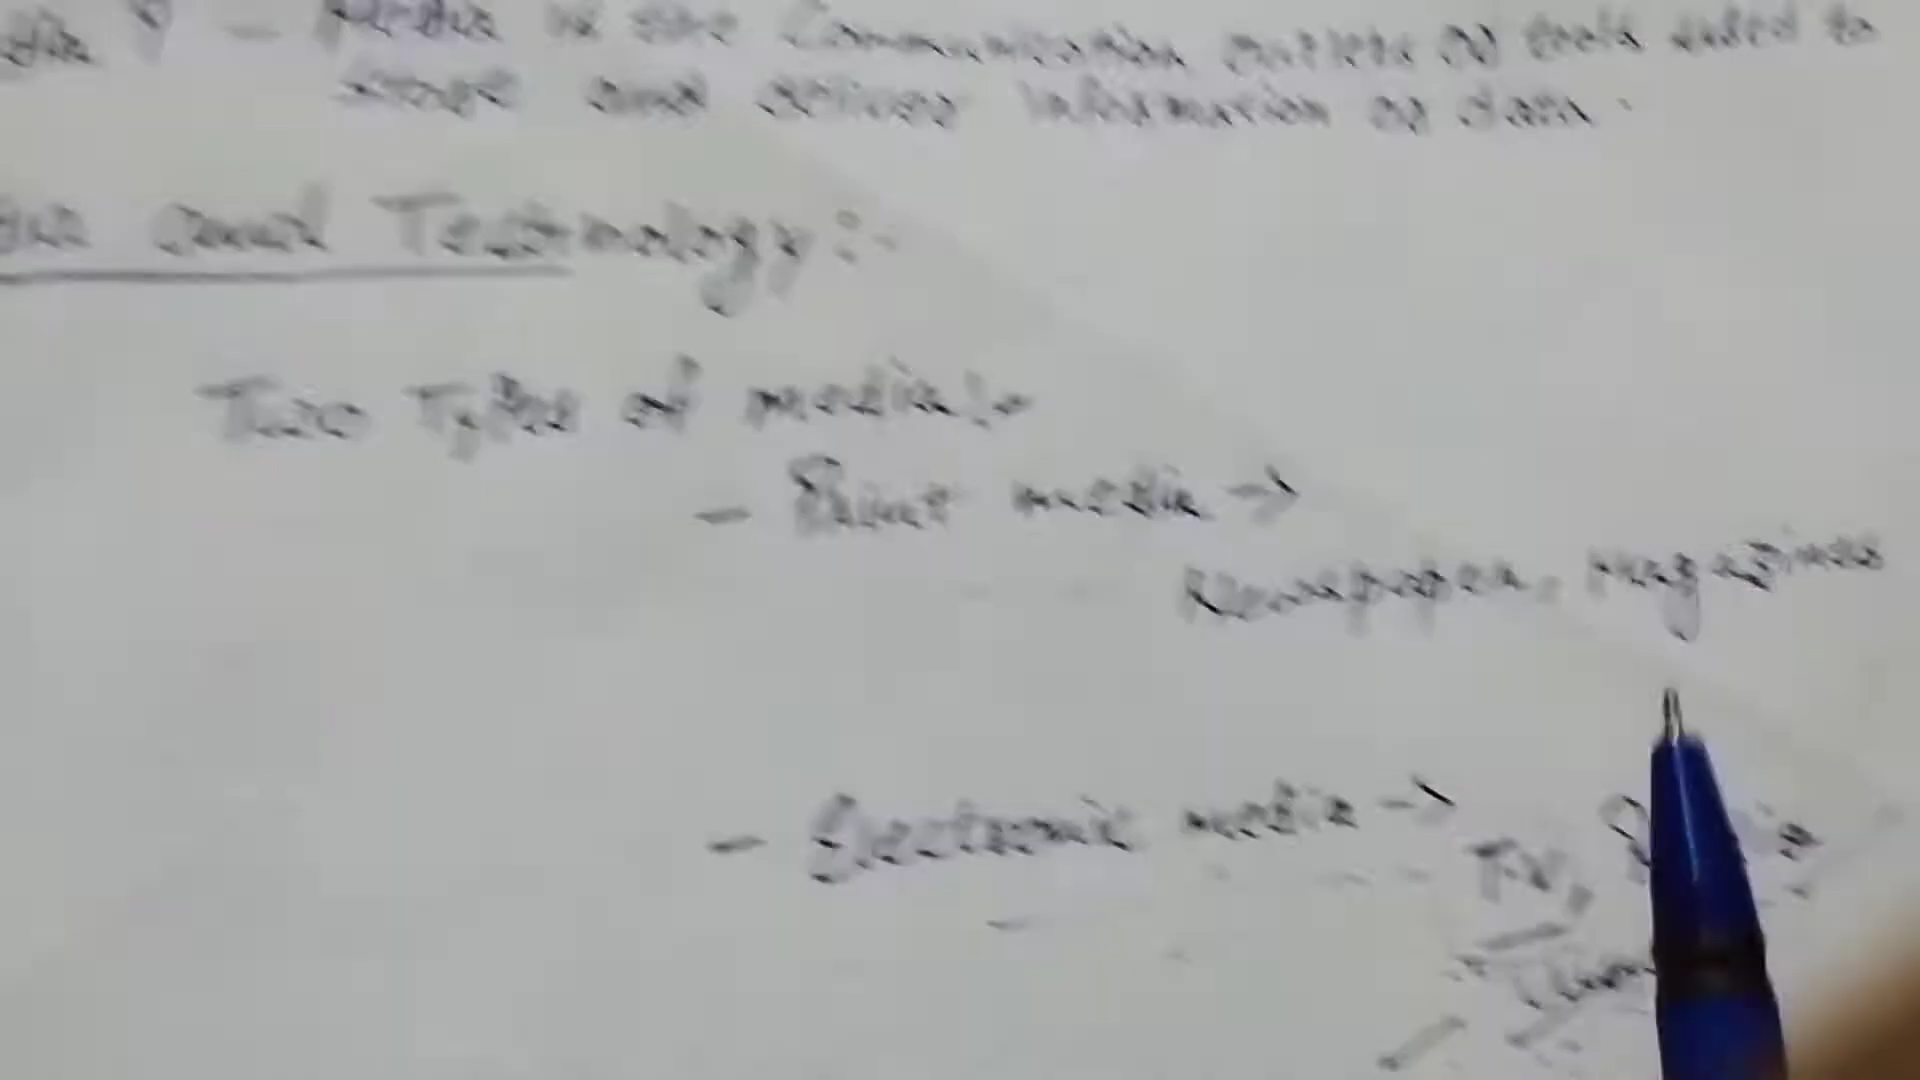 ? - Media is the Communication outlets or tools used to
store and deliver information or data.
and Technology :-
Two Types of media :-
- Print media →
Newspaper, Magazines
- Electronic media →
TV,